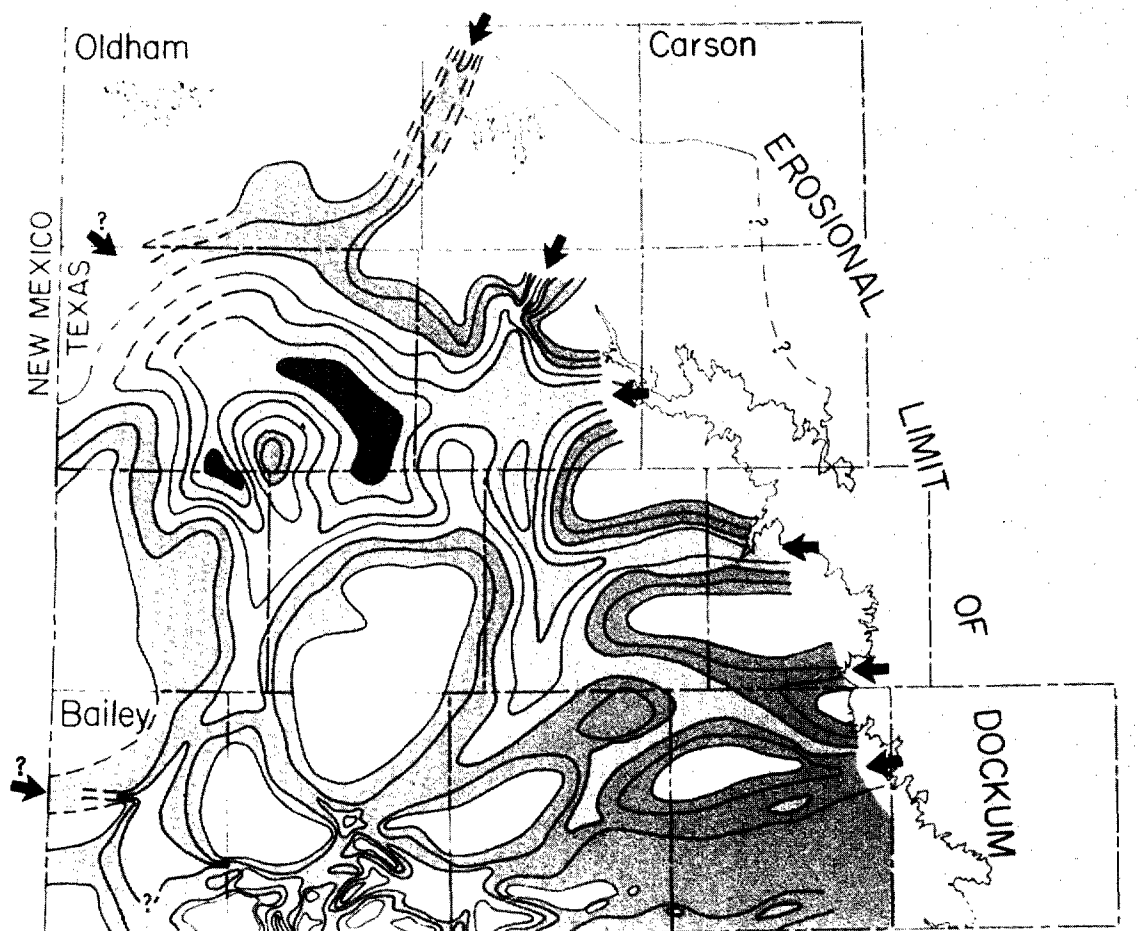 Oldham
Carson
EROSIONAL
?
?
NEW MEXICO
TEXAS
?
LIMIT
OF
Bailey
DOCKUM
?
?